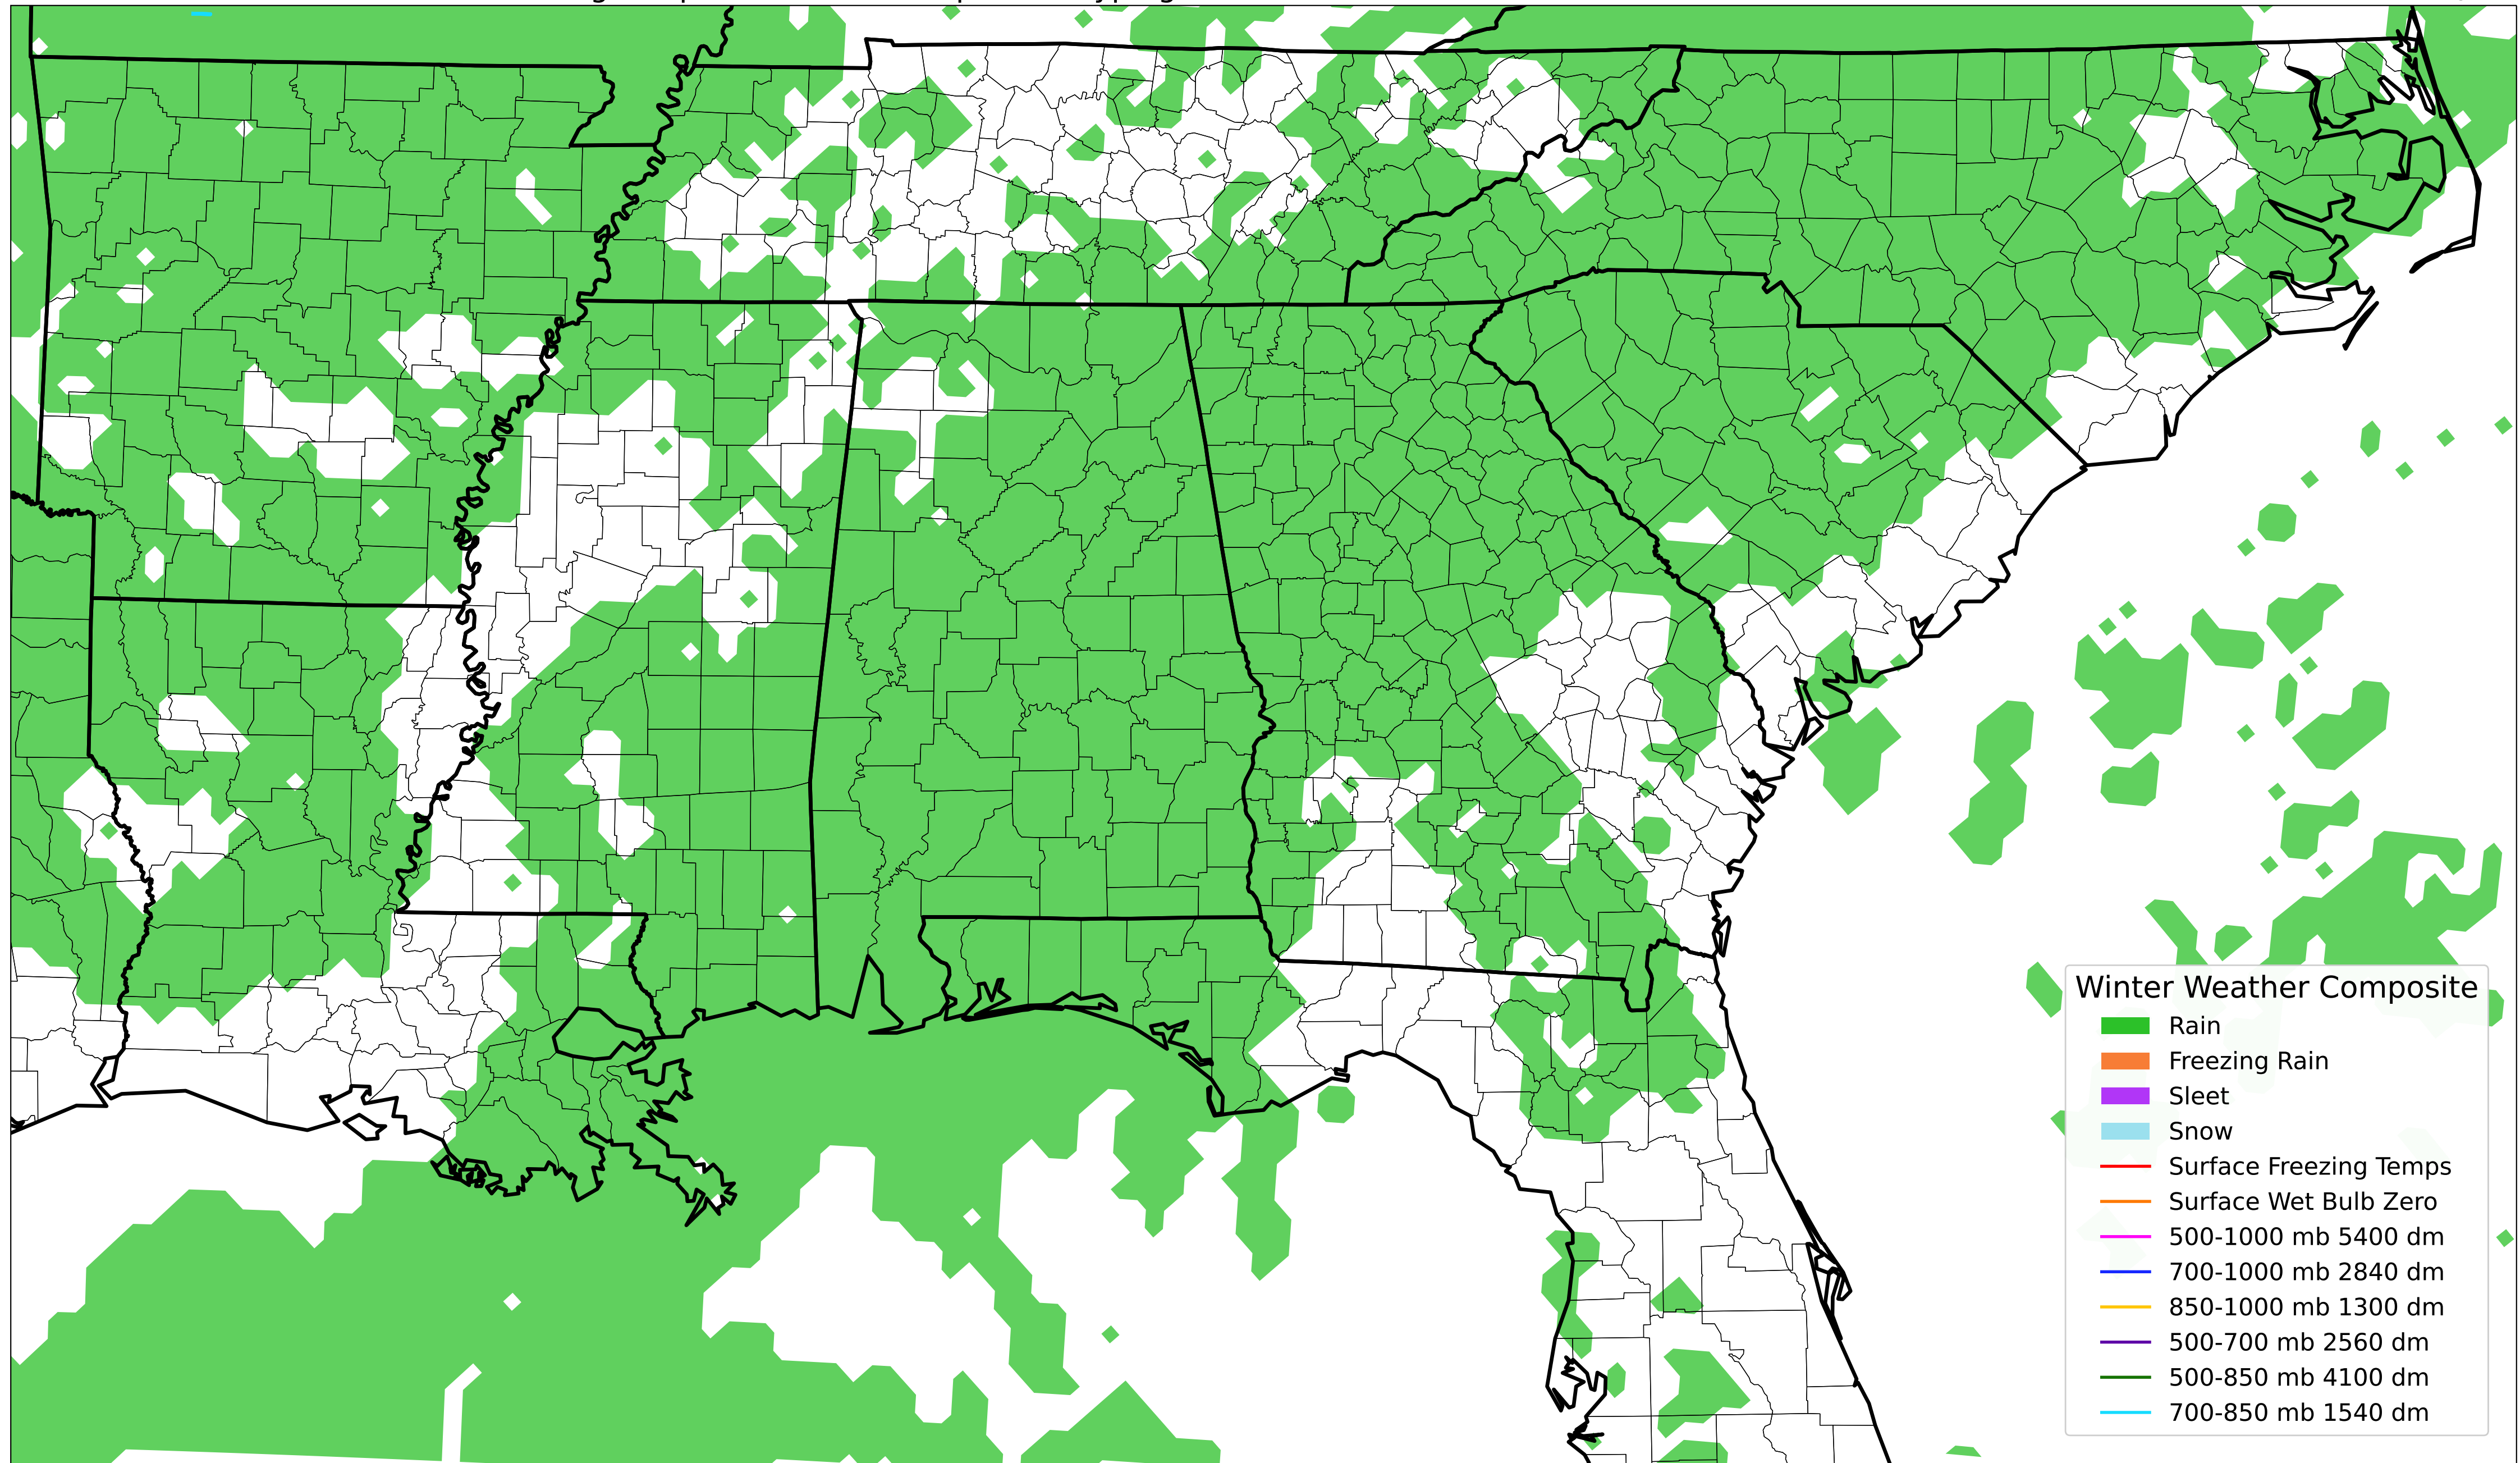 Winter Weather Composite
Rain
Freezing Rain
Sleet
Snow
Surface Freezing Temps
Surface Wet Bulb Zero
500-1000 mb 5400 dm
700-1000 mb 2840 dm
850-1000 mb 1300 dm
500-700 mb 2560 dm
500-850 mb 4100 dm
700-850 mb 1540 dm